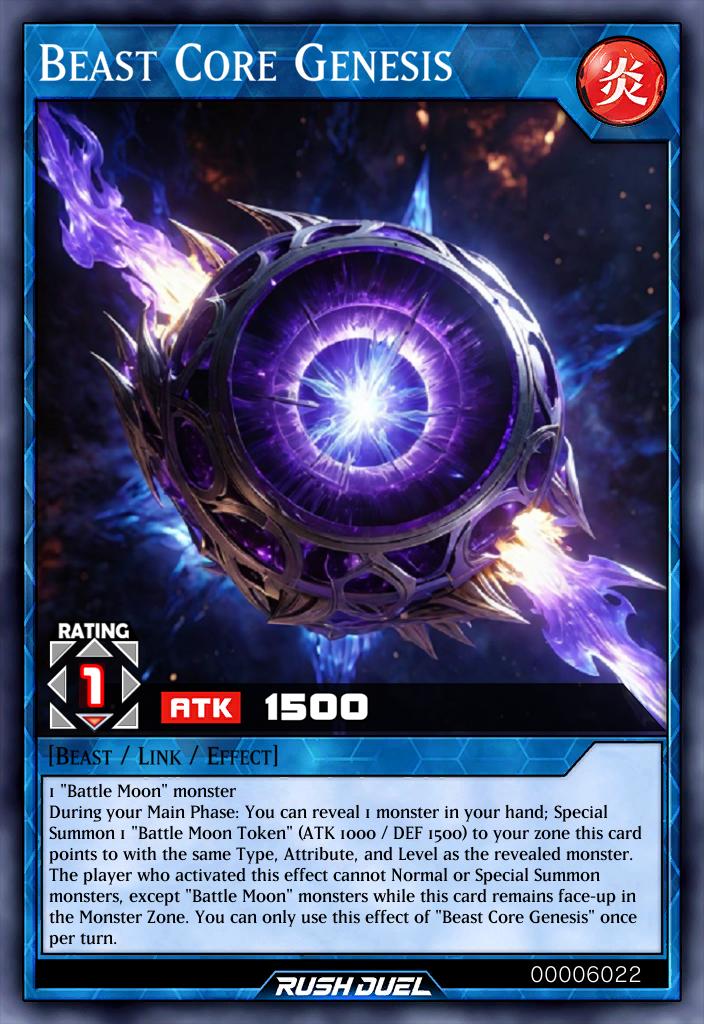 BEAST CORE GENESIS
炎
RATING
1
ATK 1500
[BEAST / LINK / EFFECT]
1 "Battle Moon" monster
During your Main Phase: You can reveal 1 monster in your hand; Special
Summon 1 "Battle Moon Token" (ATK 1000 / DEF 1500) to your zone this card
points to with the same Type, Attribute, and Level as the revealed monster.
The player who activated this effect cannot Normal or Special Summon
monsters, except "Battle Moon" monsters while this card remains face-up in
the Monster Zone. You can only use this effect of "Beast Core Genesis" once
per turn.
00006022
RUSH DUEL